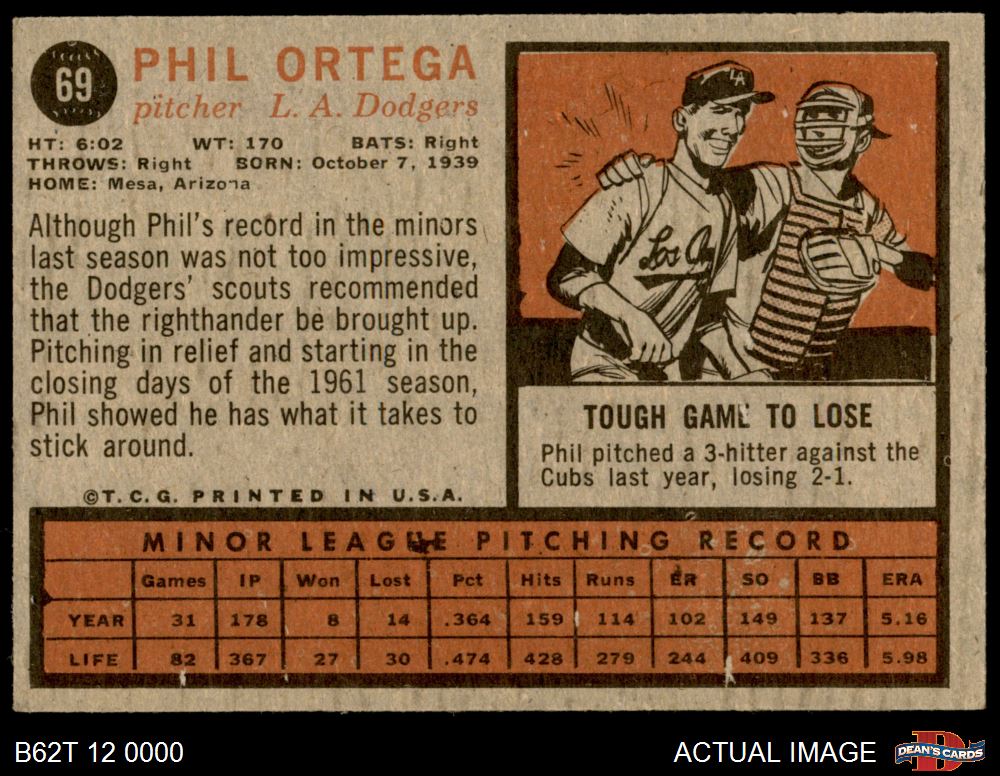 69
PHIL ORTEGA
pitcher L. A. Dodgers
HT: 6:02 WT: 170 BATS: Right
THROWS: Right BORN: October 7, 1939
HOME: Mesa, Arizona
Although Phil's record in the minors
last season was not too impressive,
the Dodgers' scouts recommended
that the righthander be brought up.
Pitching in relief and starting in the
closing days of the 1961 season,
Phil showed he has what it takes to
stick around.
©T.C.G. PRINTED IN U.S.A.
LA
Los An
TOUGH GAME TO LOSE
Phil pitched a 3-hitter against the
Cubs last year, losing 2-1.
MINOR LEAGUE PITCHING RECORD
Games IP Won Lost Pct Hits Runs ER SO BB ERA
YEAR 31 178 8 14 .364 159 114 102 149 137 5.16
LIFE 82 367 27 30 .474 428 279 244 409 336 5.98
B62T 12 0000
ACTUAL IMAGE
D
DEAN'S CARDS